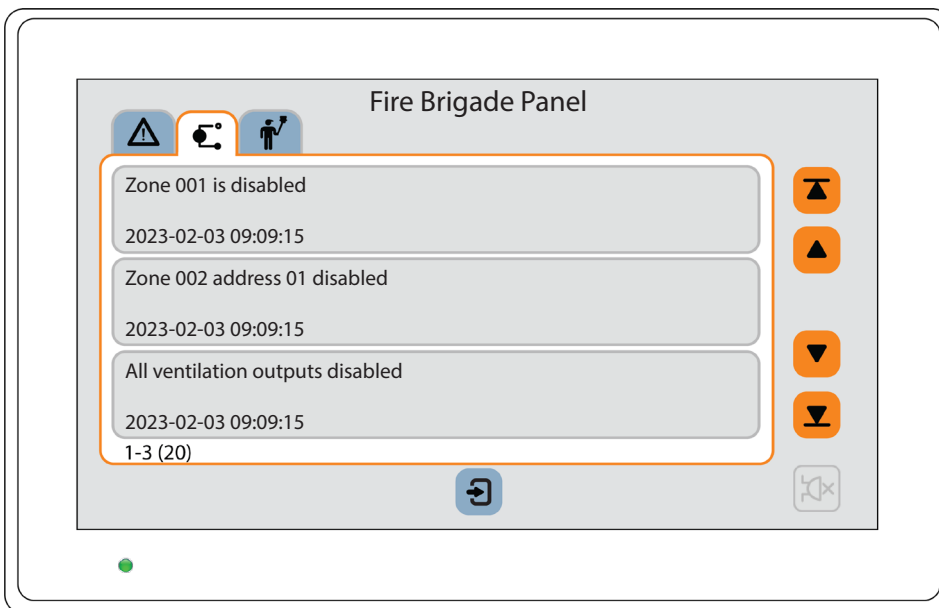 Fire Brigade Panel
Zone 001 is disabled
2023-02-03 09:09:15
Zone 002 address 01 disabled
2023-02-03 09:09:15
All ventilation outputs disabled
2023-02-03 09:09:15
1-3 (20)